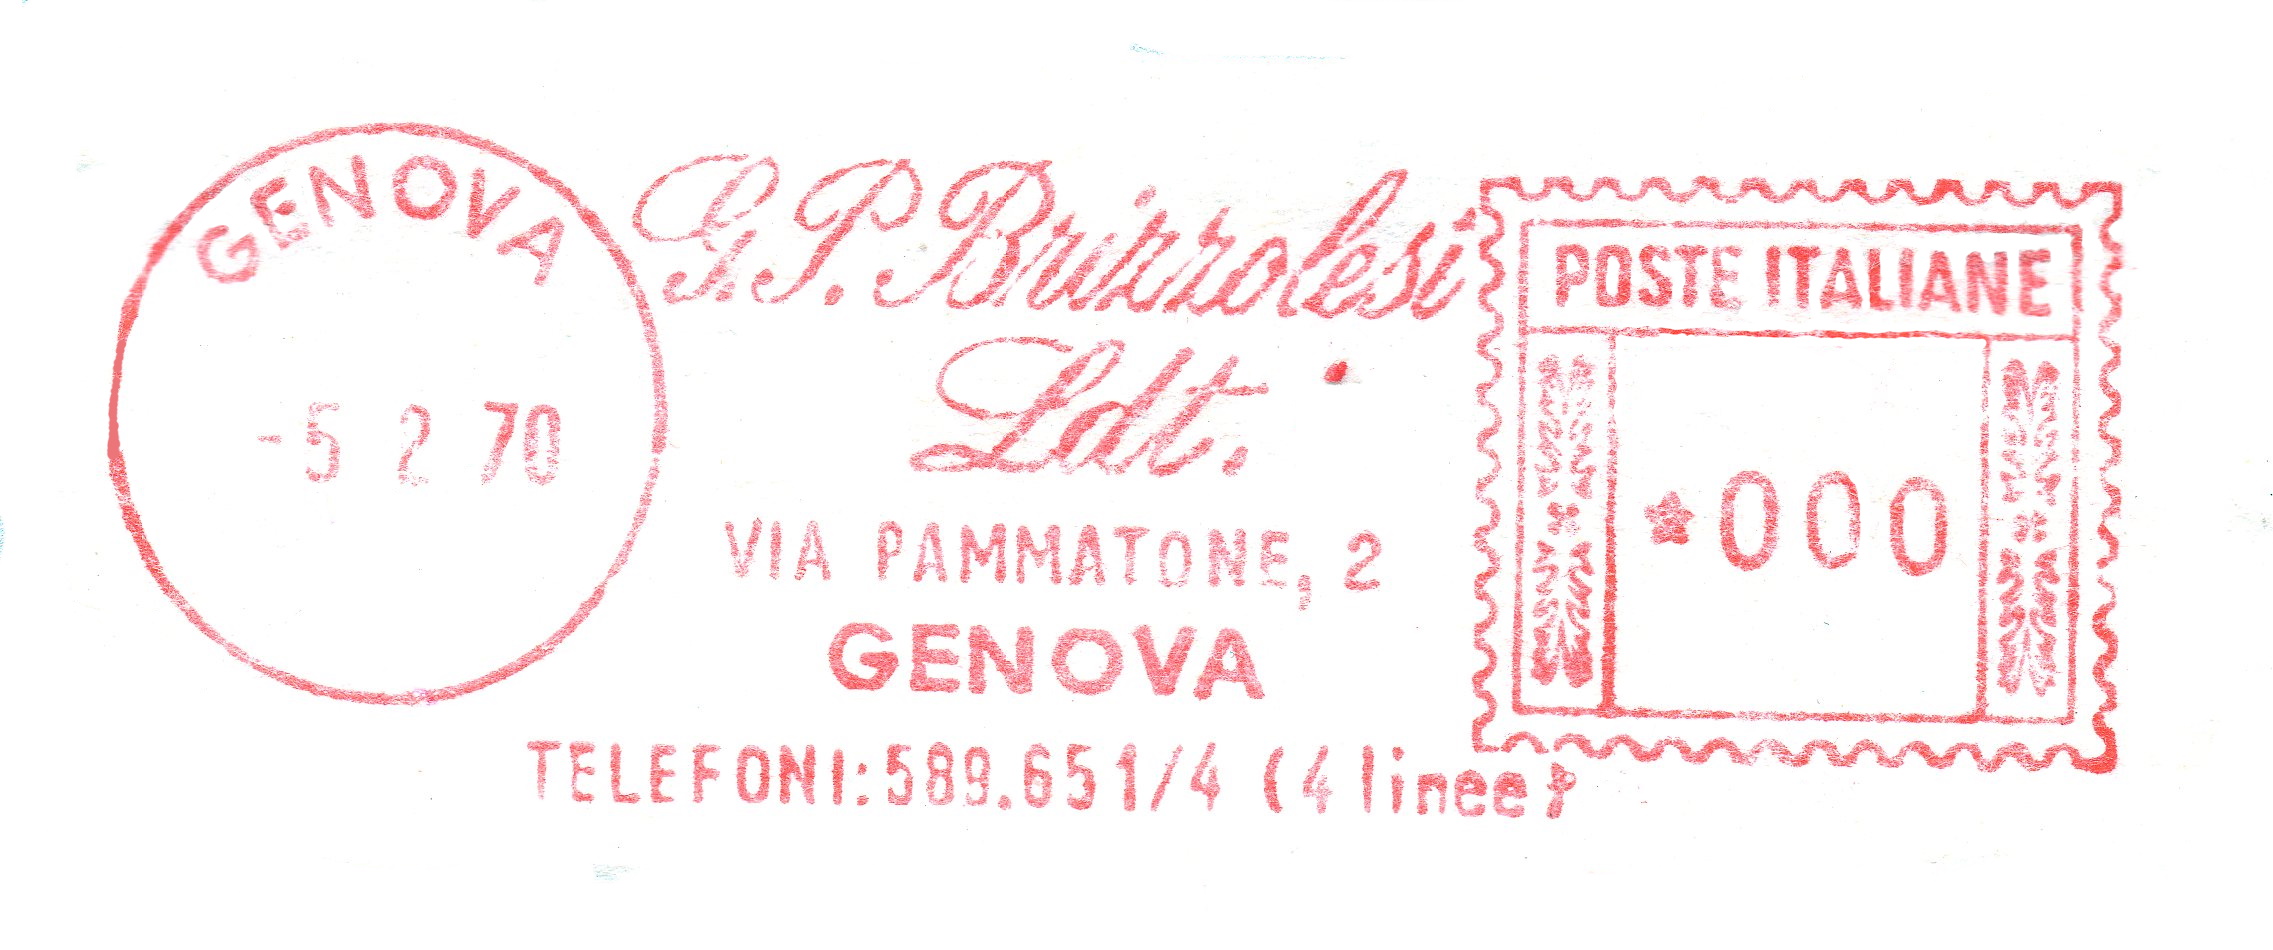 GENOVA
-5 2 70
G. P. Brizzolesi
Ldt.
VIA PAMMATONE, 2
GENOVA
TELEFONI: 589.651/4 (4 linee)
POSTE ITALIANE
★000